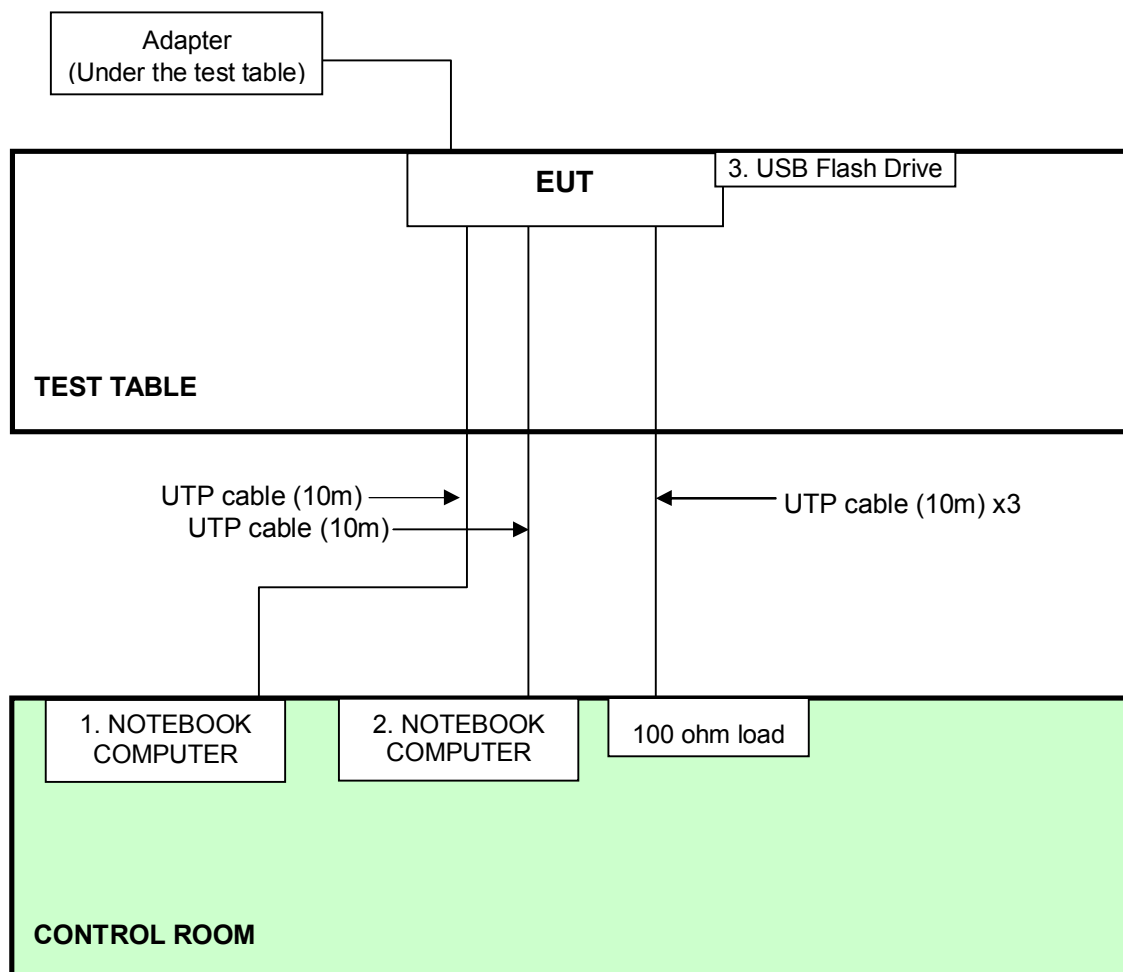 Adapter
(Under the test table)
EUT
3. USB Flash Drive
TEST TABLE
UTP cable (10m)
UTP cable (10m) x3
UTP cable (10m)
1. NOTEBOOK
COMPUTER
2. NOTEBOOK
COMPUTER
100 ohm load
CONTROL ROOM